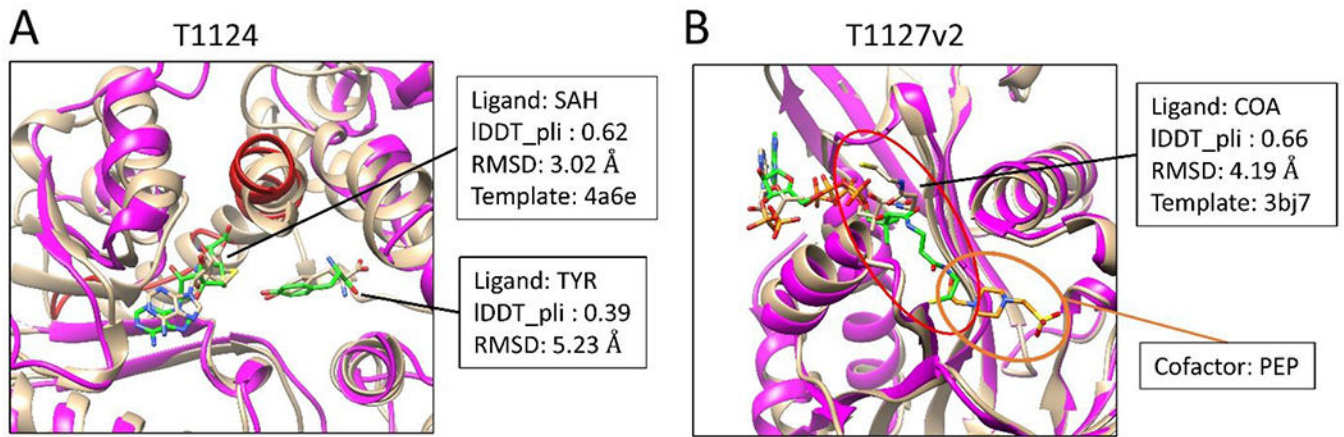 A
T1124
Ligand: SAH
lDDT_pli : 0.62
RMSD: 3.02 Å
Template: 4a6e
Ligand: TYR
lDDT_pli : 0.39
RMSD: 5.23 Å
B
T1127v2
Ligand: COA
lDDT_pli : 0.66
RMSD: 4.19 Å
Template: 3bj7
Cofactor: PEP